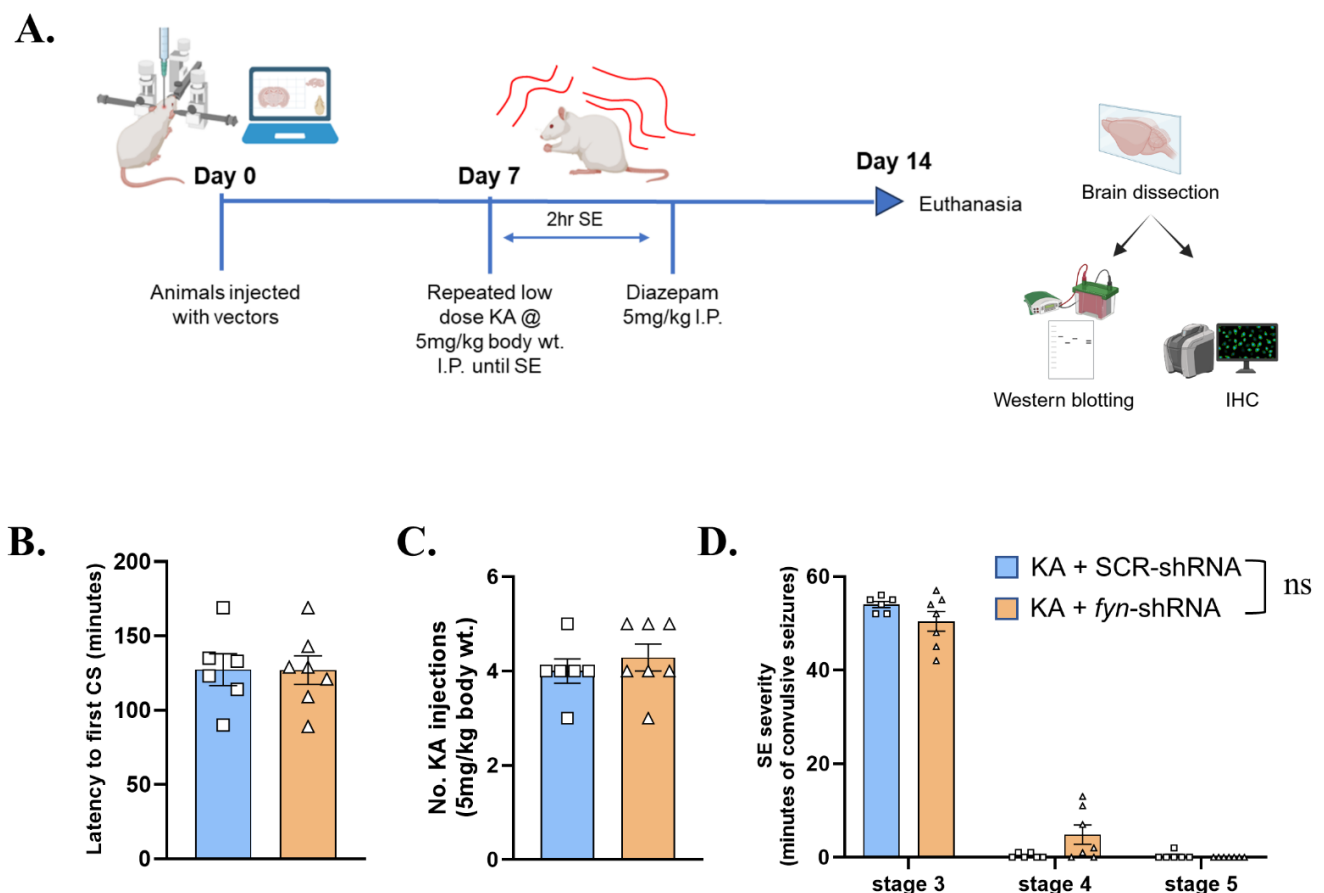 A.
Day 0
Day 7
Day 14
2hr SE
Euthanasia
Brain dissection
Animals injected
with vectors
Repeated low
dose KA @
5mg/kg body wt.
I.P. until SE
Diazepam
5mg/kg I.P.
Western blotting
IHC
B.
Latency to first CS (minutes)
200
150
100
50
0
C.
No. KA injections
(5mg/kg body wt.)
6
4
2
0
D.
SE severity
(minutes of convulsive seizures)
60
40
20
0
stage 3
stage 4
stage 5
KA + SCR-shRNA
KA + fyn-shRNA
ns